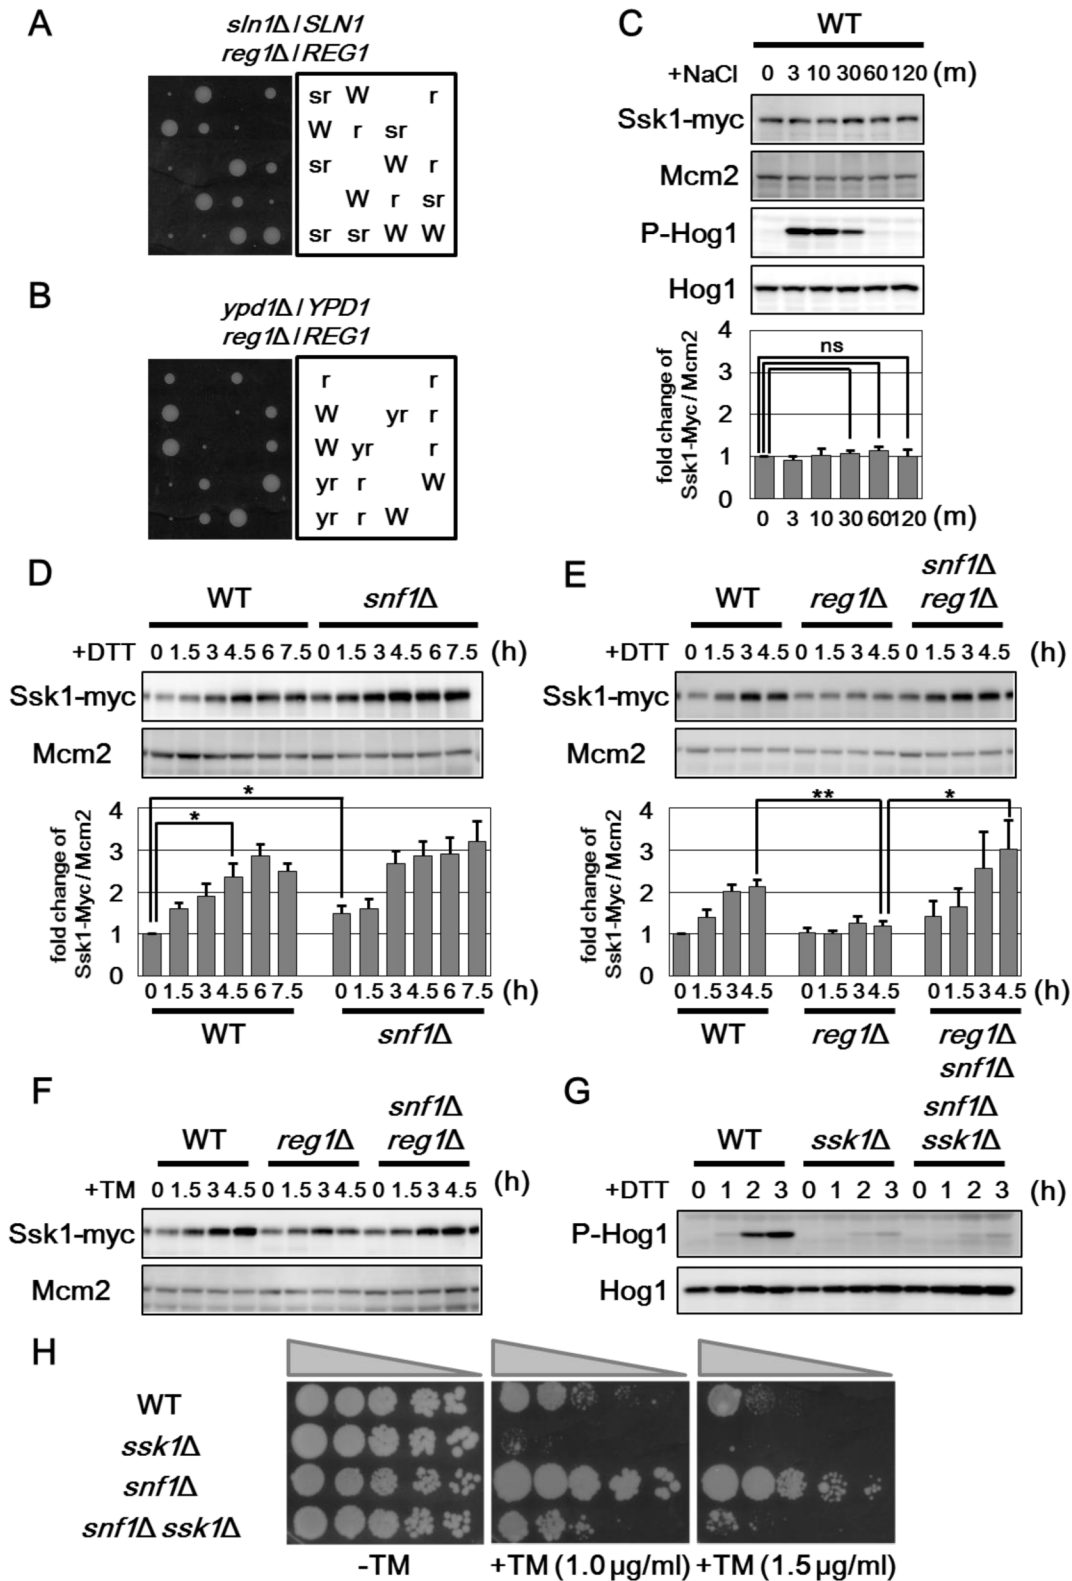 A
sln1Δ / SLN1
reg1Δ / REG1
sr W r
W r sr
sr W r
W r sr
sr sr W W
B
ypd1Δ / YPD1
reg1Δ / REG1
r r
W yr r
W yr r
yr r W
yr r W
C
WT
+NaCl 0 3 10 30 60 120 (m)
Ssk1-myc
Mcm2
P-Hog1
Hog1
fold change of
Ssk1-Myc / Mcm2
4
3
2
1
0
ns
0 3 10 30 60 120 (m)
D
WT snf1Δ
+DTT 0 1.5 3 4.5 6 7.5 0 1.5 3 4.5 6 7.5 (h)
Ssk1-myc
Mcm2
fold change of
Ssk1-Myc / Mcm2
4
3
2
1
0
*
*
0 1.5 3 4.5 6 7.5 0 1.5 3 4.5 6 7.5 (h)
WT snf1Δ
E
WT reg1Δ snf1Δ reg1Δ
+DTT 0 1.5 3 4.5 0 1.5 3 4.5 0 1.5 3 4.5 (h)
Ssk1-myc
Mcm2
fold change of
Ssk1-Myc / Mcm2
4
3
2
1
0
** *
0 1.5 3 4.5 0 1.5 3 4.5 0 1.5 3 4.5 (h)
WT reg1Δ reg1Δ
snf1Δ
F
snf1Δ
WT reg1Δ reg1Δ
+TM 0 1.5 3 4.5 0 1.5 3 4.5 0 1.5 3 4.5 (h)
Ssk1-myc
Mcm2
G
snf1Δ
WT ssk1Δ ssk1Δ
+DTT 0 1 2 3 0 1 2 3 0 1 2 3 (h)
P-Hog1
Hog1
H
WT
ssk1Δ
snf1Δ
snf1Δ ssk1Δ
-TM +TM (1.0 μg/ml) +TM (1.5 μg/ml)